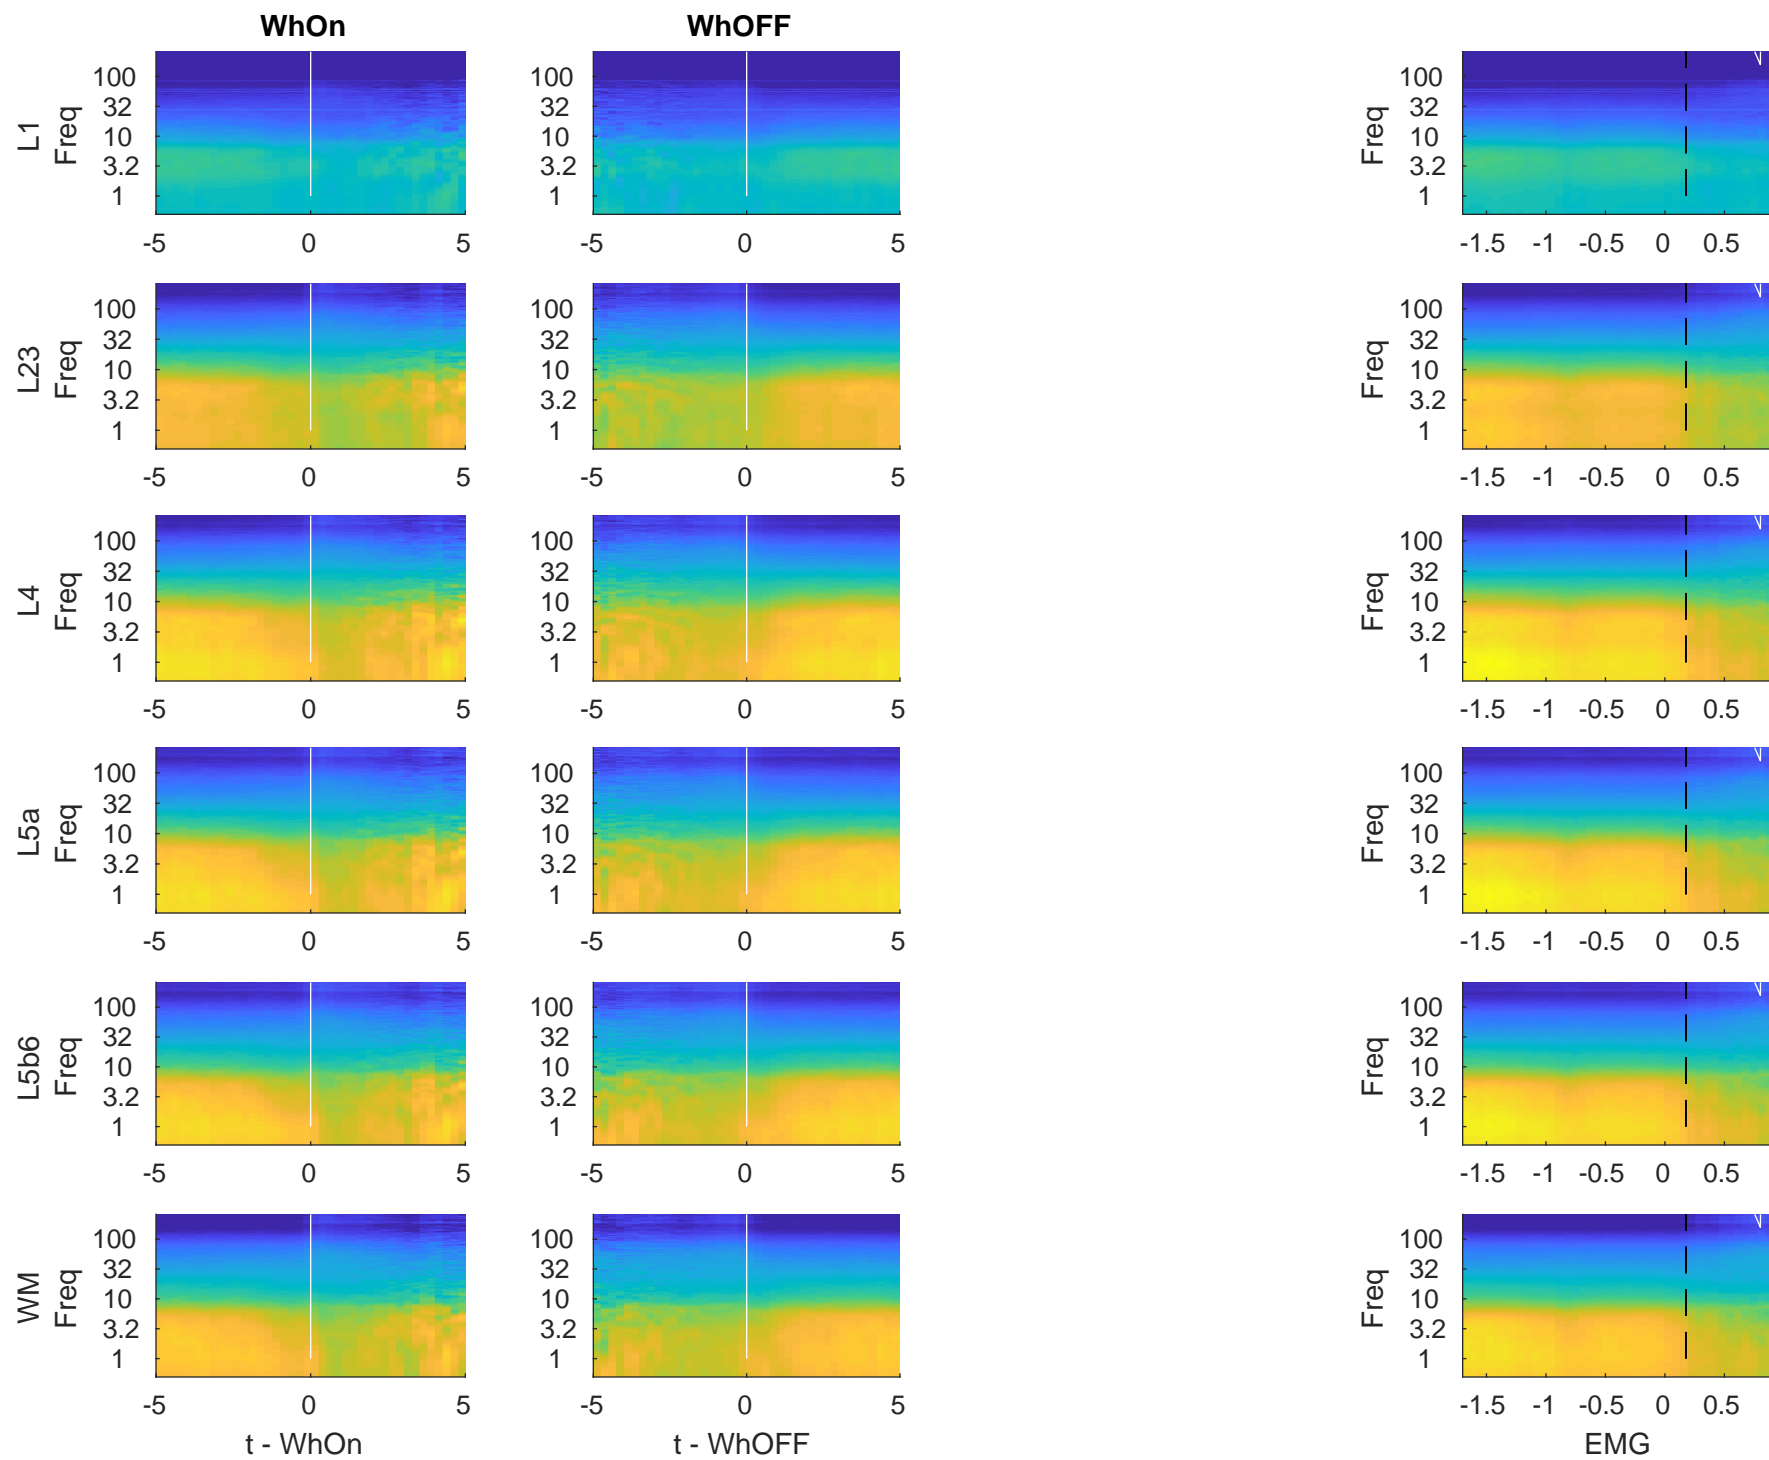 WhOn WhOFF
L1 Freq 100 32 10 3.2 1 100 32 10 3.2 1 Freq 100 32 10 3.2 1
-5 0 5 -5 0 5 -1.5 -1 -0.5 0 0.5
L23 Freq 100 32 10 3.2 1 100 32 10 3.2 1 Freq 100 32 10 3.2 1
-5 0 5 -5 0 5 -1.5 -1 -0.5 0 0.5
L4 Freq 100 32 10 3.2 1 100 32 10 3.2 1 Freq 100 32 10 3.2 1
-5 0 5 -5 0 5 -1.5 -1 -0.5 0 0.5
L5a Freq 100 32 10 3.2 1 100 32 10 3.2 1 Freq 100 32 10 3.2 1
-5 0 5 -5 0 5 -1.5 -1 -0.5 0 0.5
L5b6 Freq 100 32 10 3.2 1 100 32 10 3.2 1 Freq 100 32 10 3.2 1
-5 0 5 -5 0 5 -1.5 -1 -0.5 0 0.5
WM Freq 100 32 10 3.2 1 100 32 10 3.2 1 Freq 100 32 10 3.2 1
-5 0 5 -5 0 5 -1.5 -1 -0.5 0 0.5
t - WhOn t - WhOFF EMG